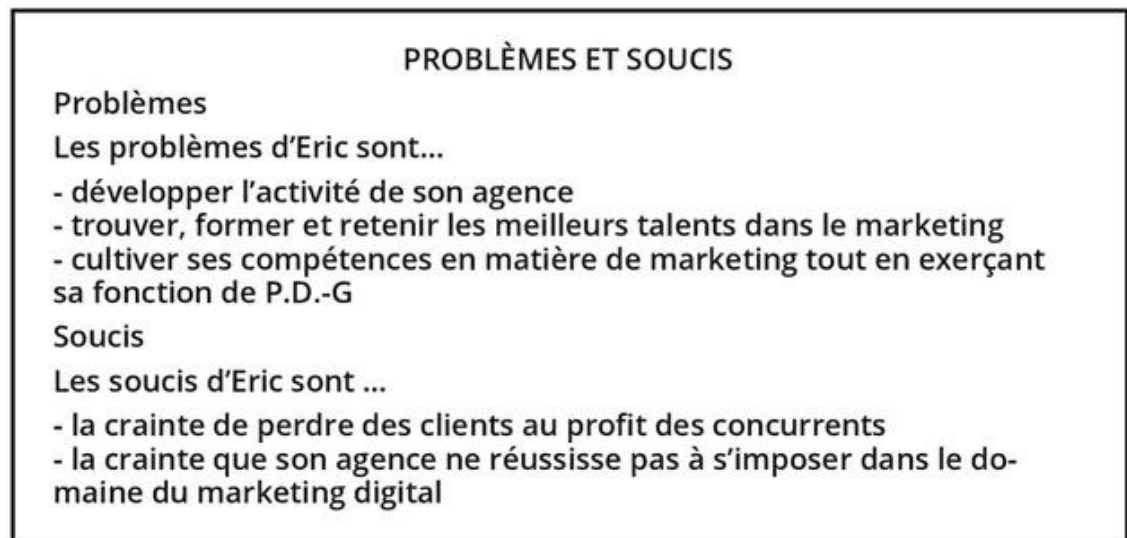 PROBLÈMES ET SOUCIS
Problèmes
Les problèmes d’Eric sont...
- développer l’activité de son agence
- trouver, former et retenir les meilleurs talents dans le marketing
- cultiver ses compétences en matière de marketing tout en exerçant
sa fonction de P.D.-G
Soucis
Les soucis d’Eric sont ...
- la crainte de perdre des clients au profit des concurrents
- la crainte que son agence ne réussisse pas à s’imposer dans le do-
maine du marketing digital